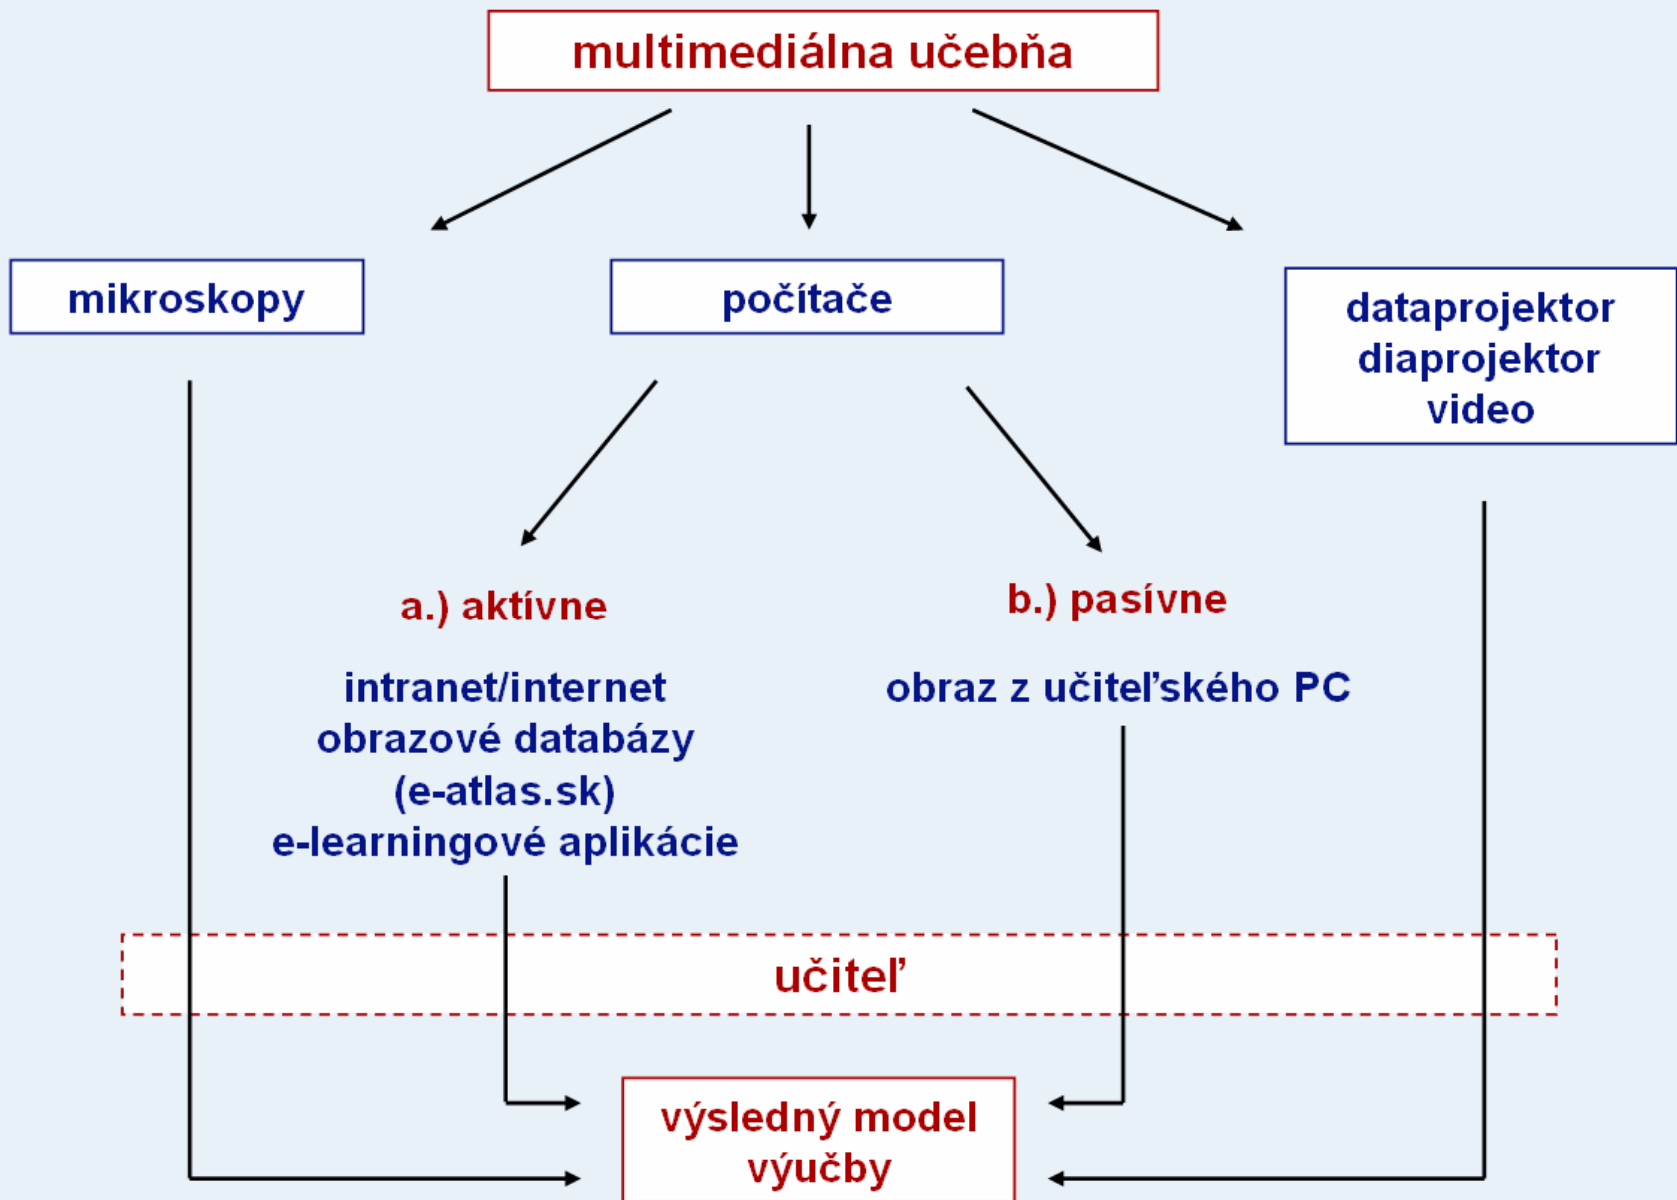 multimediálna učebňa
mikroskopy
počítače
dataprojektor
diaprojektor
video
a.) aktívne
intranet/internet
obrazové databázy
(e-atlas.sk)
e-learningové aplikácie
b.) pasívne
obraz z učiteľského PC
učiteľ
výsledný model
výučby